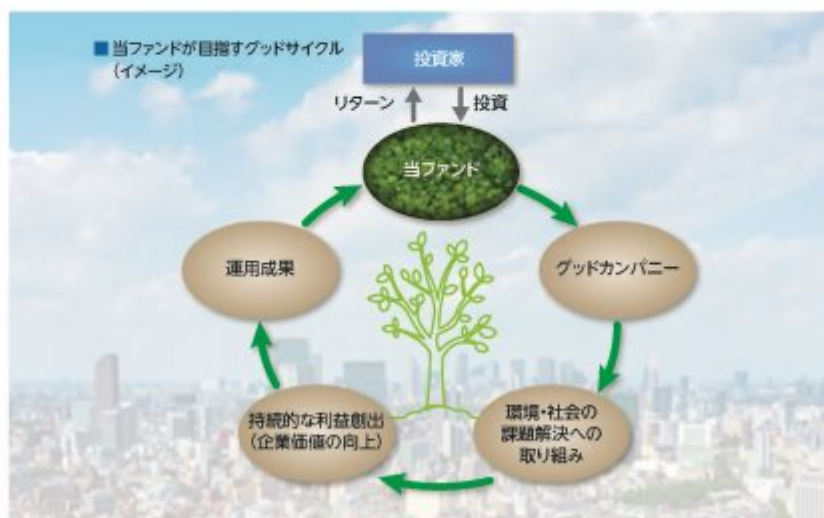 ■ 当ファンドが目指すグッドサイクル
（イメージ）
投資家
リターン
投資
当ファンド
グッドカンパニー
環境・社会の
課題解決への
取り組み
持続的な利益創出
（企業価値の向上）
運用成果